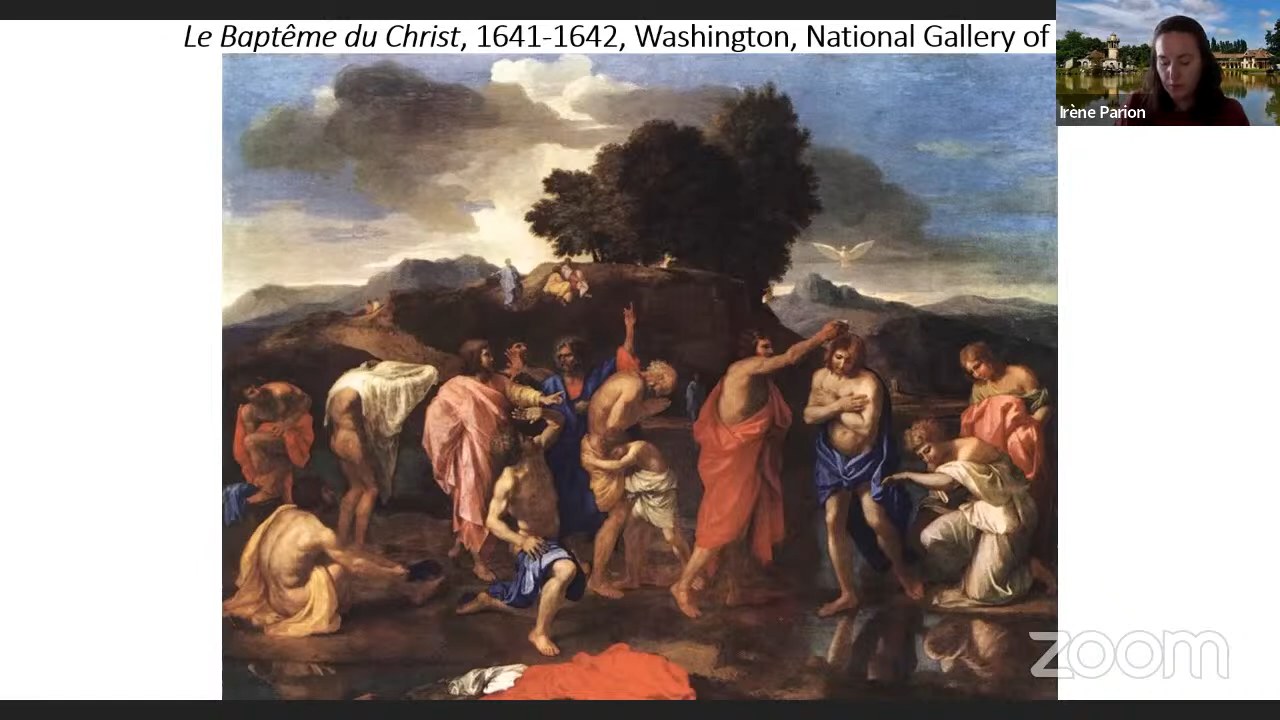 Le Baptême du Christ, 1641-1642, Washington, National Gallery of
Irène Parion
zoom